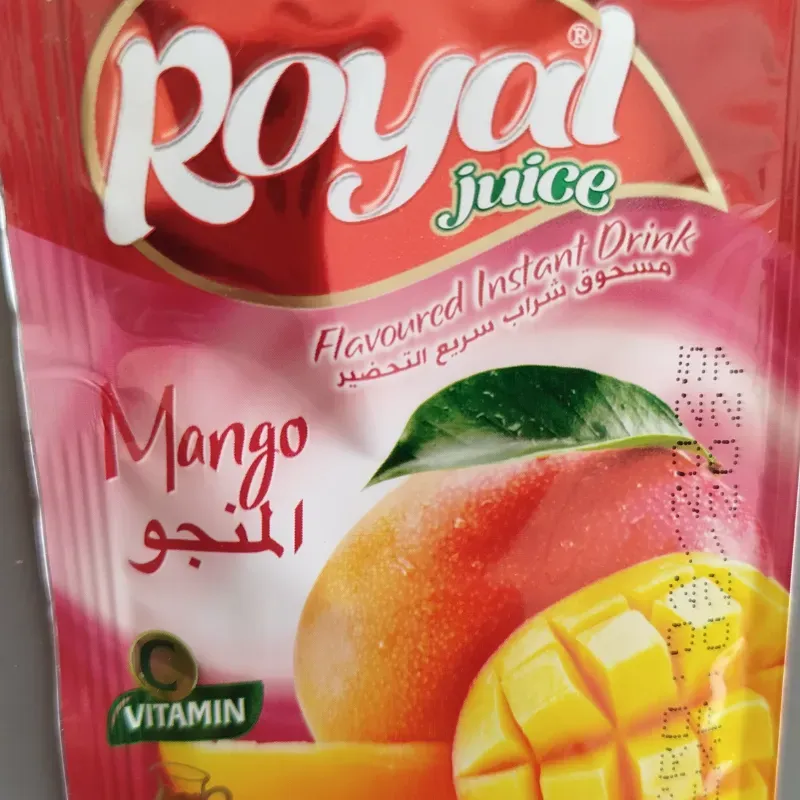 Royal®
juice
Flavoured Instant Drink
مسحوق شراب سريع التحضير
Mango
المنجو
C
VITAMIN